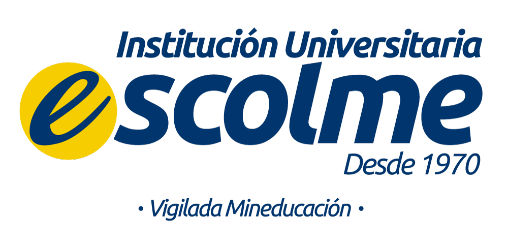 Institución Universitaria
escolme
Desde 1970
• Vigilada Mineducación •